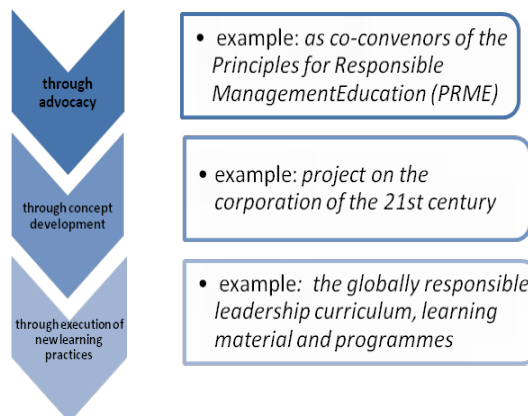 through
advocacy
• example: as co-convenors of the
Principles for Responsible
ManagementEducation (PRME)
through concept
development
• example: project on the
corporation of the 21st century
through execution of
new learning
practices
• example: the globally responsible
leadership curriculum, learning
material and programmes